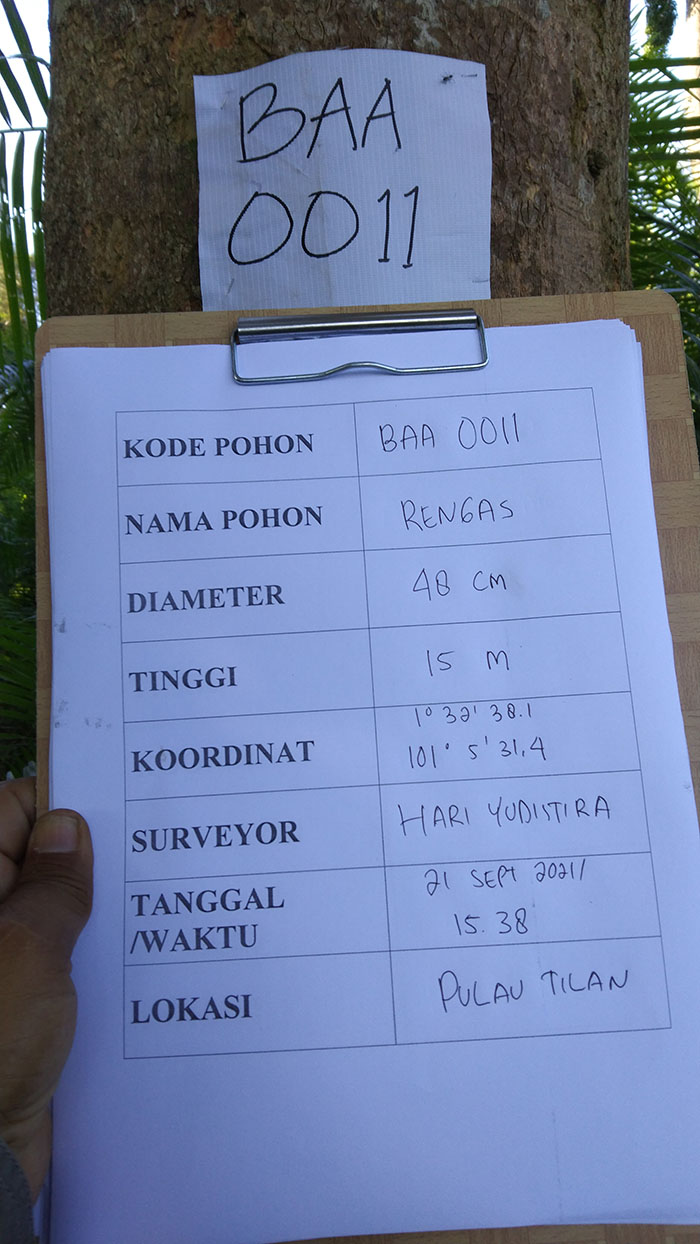 BAA
0011
KODE POHON BAA 0011
NAMA POHON RENGAS
DIAMETER 48 CM
TINGGI 15 M
KOORDINAT 1° 32' 38.1
101° 5' 31,4
SURVEYOR HARI YUDISTIRA
TANGGAL 21 SEPT 2021/
/WAKTU 15.38
LOKASI PULAU TILAN